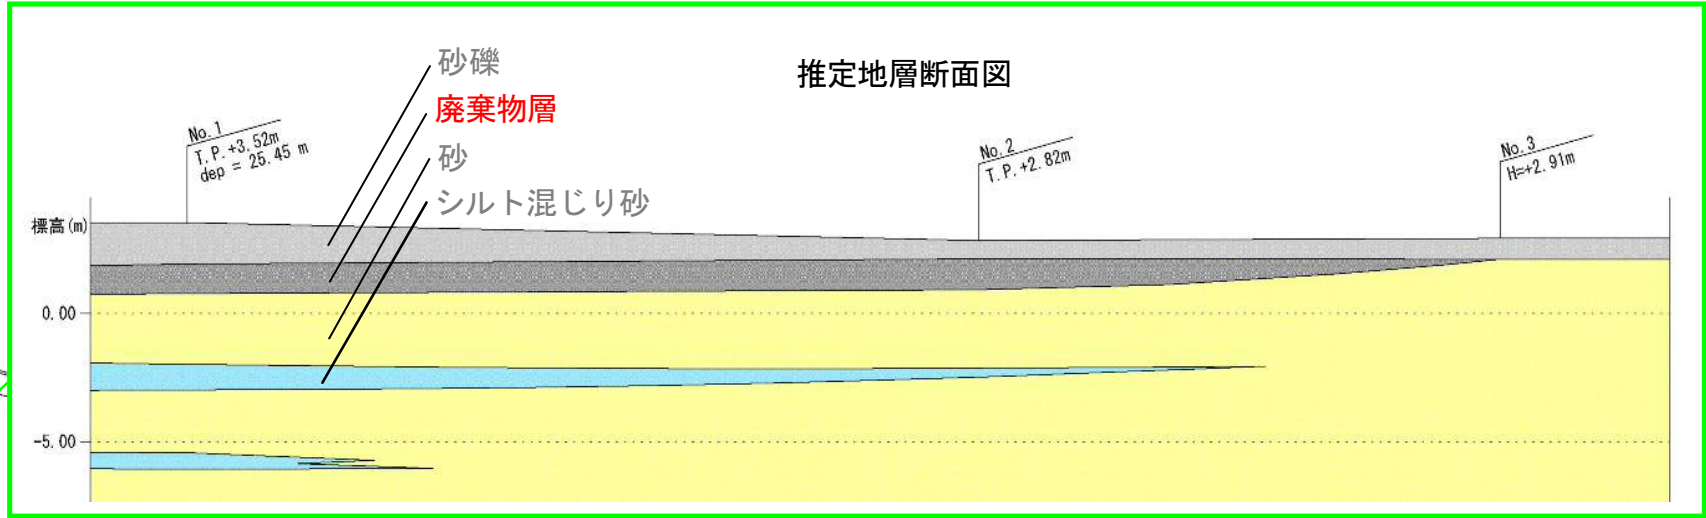 推定地層断面図
砂礫
廃棄物層
砂
シルト混じり砂
No.1
T.P.+3.52m
dep = 25.45 m
No.2
T.P.+2.82m
No.3
H=+2.91m
標高(m)
0.00
-5.00